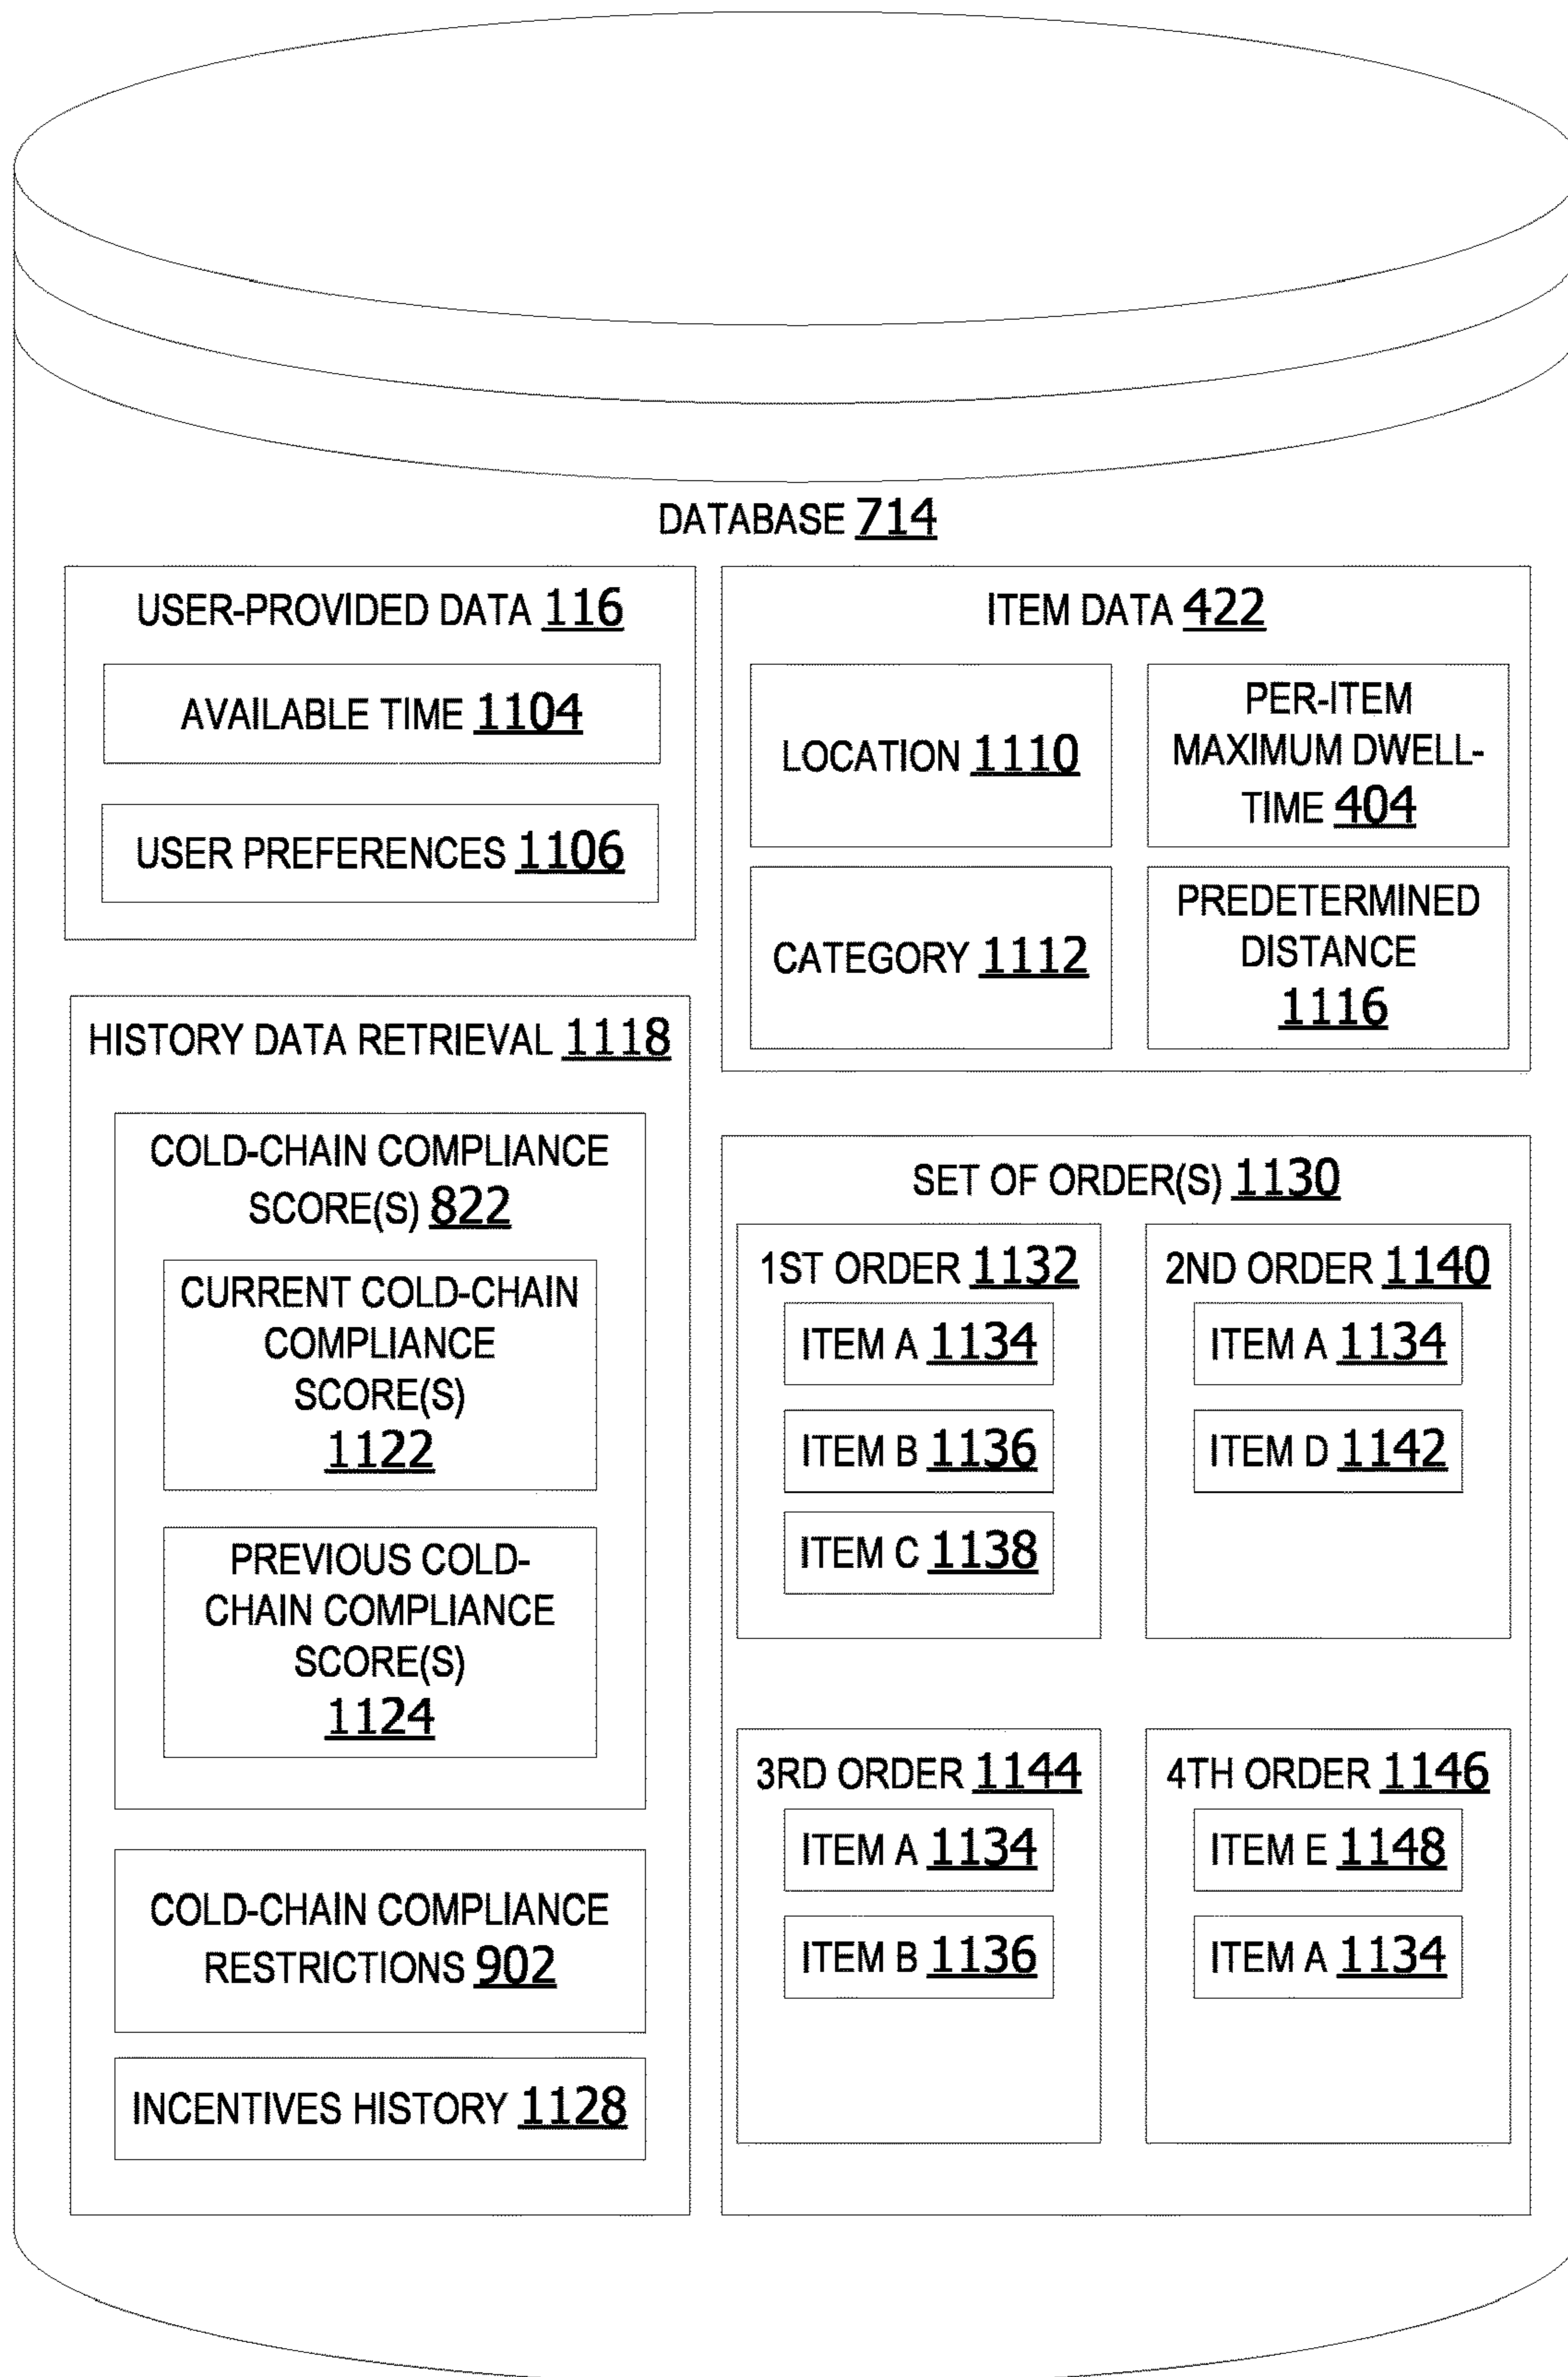 DATABASE 714
USER-PROVIDED DATA 116
AVAILABLE TIME 1104
USER PREFERENCES 1106
ITEM DATA 422
LOCATION 1110
PER-ITEM
MAXIMUM DWELL-
TIME 404
CATEGORY 1112
PREDETERMINED
DISTANCE
1116
HISTORY DATA RETRIEVAL 1118
COLD-CHAIN COMPLIANCE
SCORE(S) 822
CURRENT COLD-CHAIN
COMPLIANCE
SCORE(S)
1122
PREVIOUS COLD-
CHAIN COMPLIANCE
SCORE(S)
1124
COLD-CHAIN COMPLIANCE
RESTRICTIONS 902
INCENTIVES HISTORY 1128
SET OF ORDER(S) 1130
1ST ORDER 1132
ITEM A 1134
ITEM B 1136
ITEM C 1138
2ND ORDER 1140
ITEM A 1134
ITEM D 1142
3RD ORDER 1144
ITEM A 1134
ITEM B 1136
4TH ORDER 1146
ITEM E 1148
ITEM A 1134